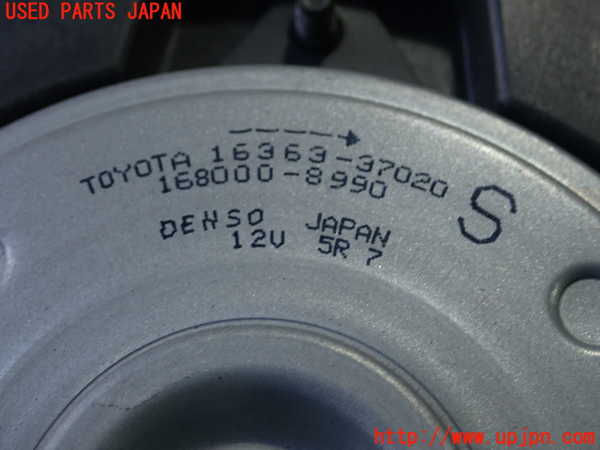 USED PARTS JAPAN
TOYOTA 16363-37020
168000-8990
S
DENSO JAPAN
12V 5R 7
http://www.upjpn.com/